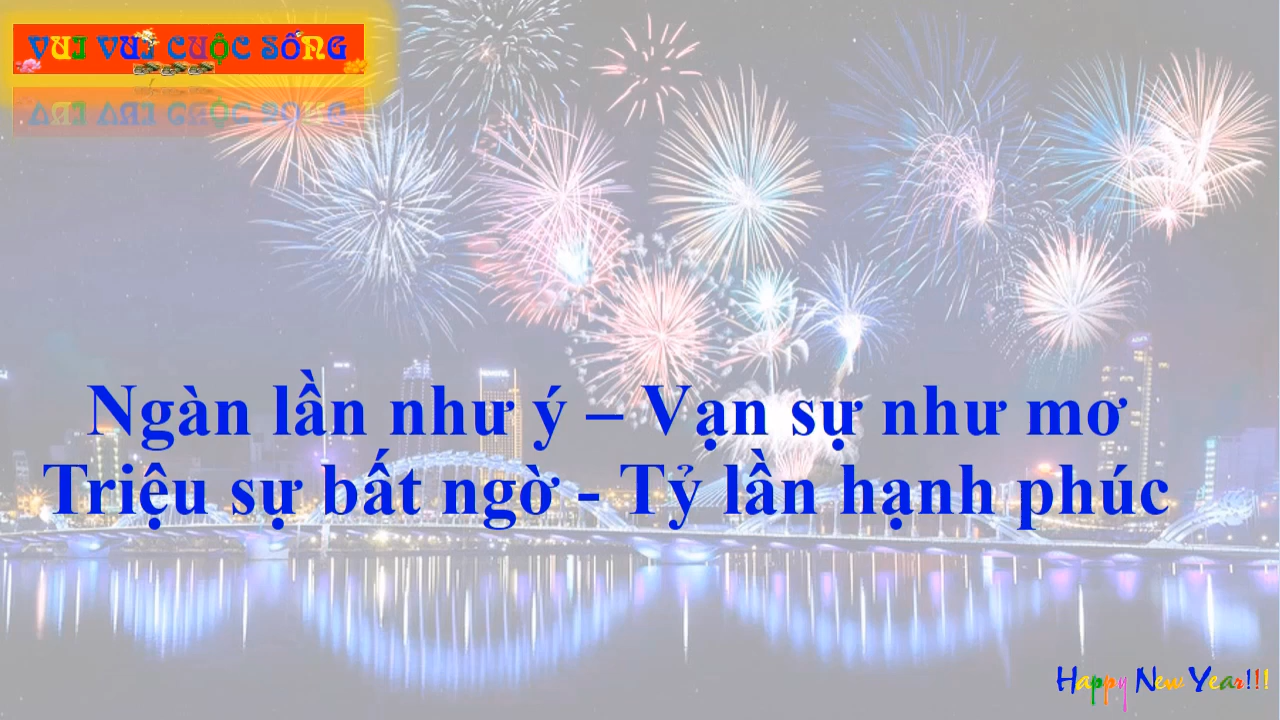 VUI VUI CUỘC SỐNG
Ngàn lần như ý – Vạn sự như mơ
Triệu sự bất ngờ - Tỷ lần hạnh phúc
Happy New Year!!!